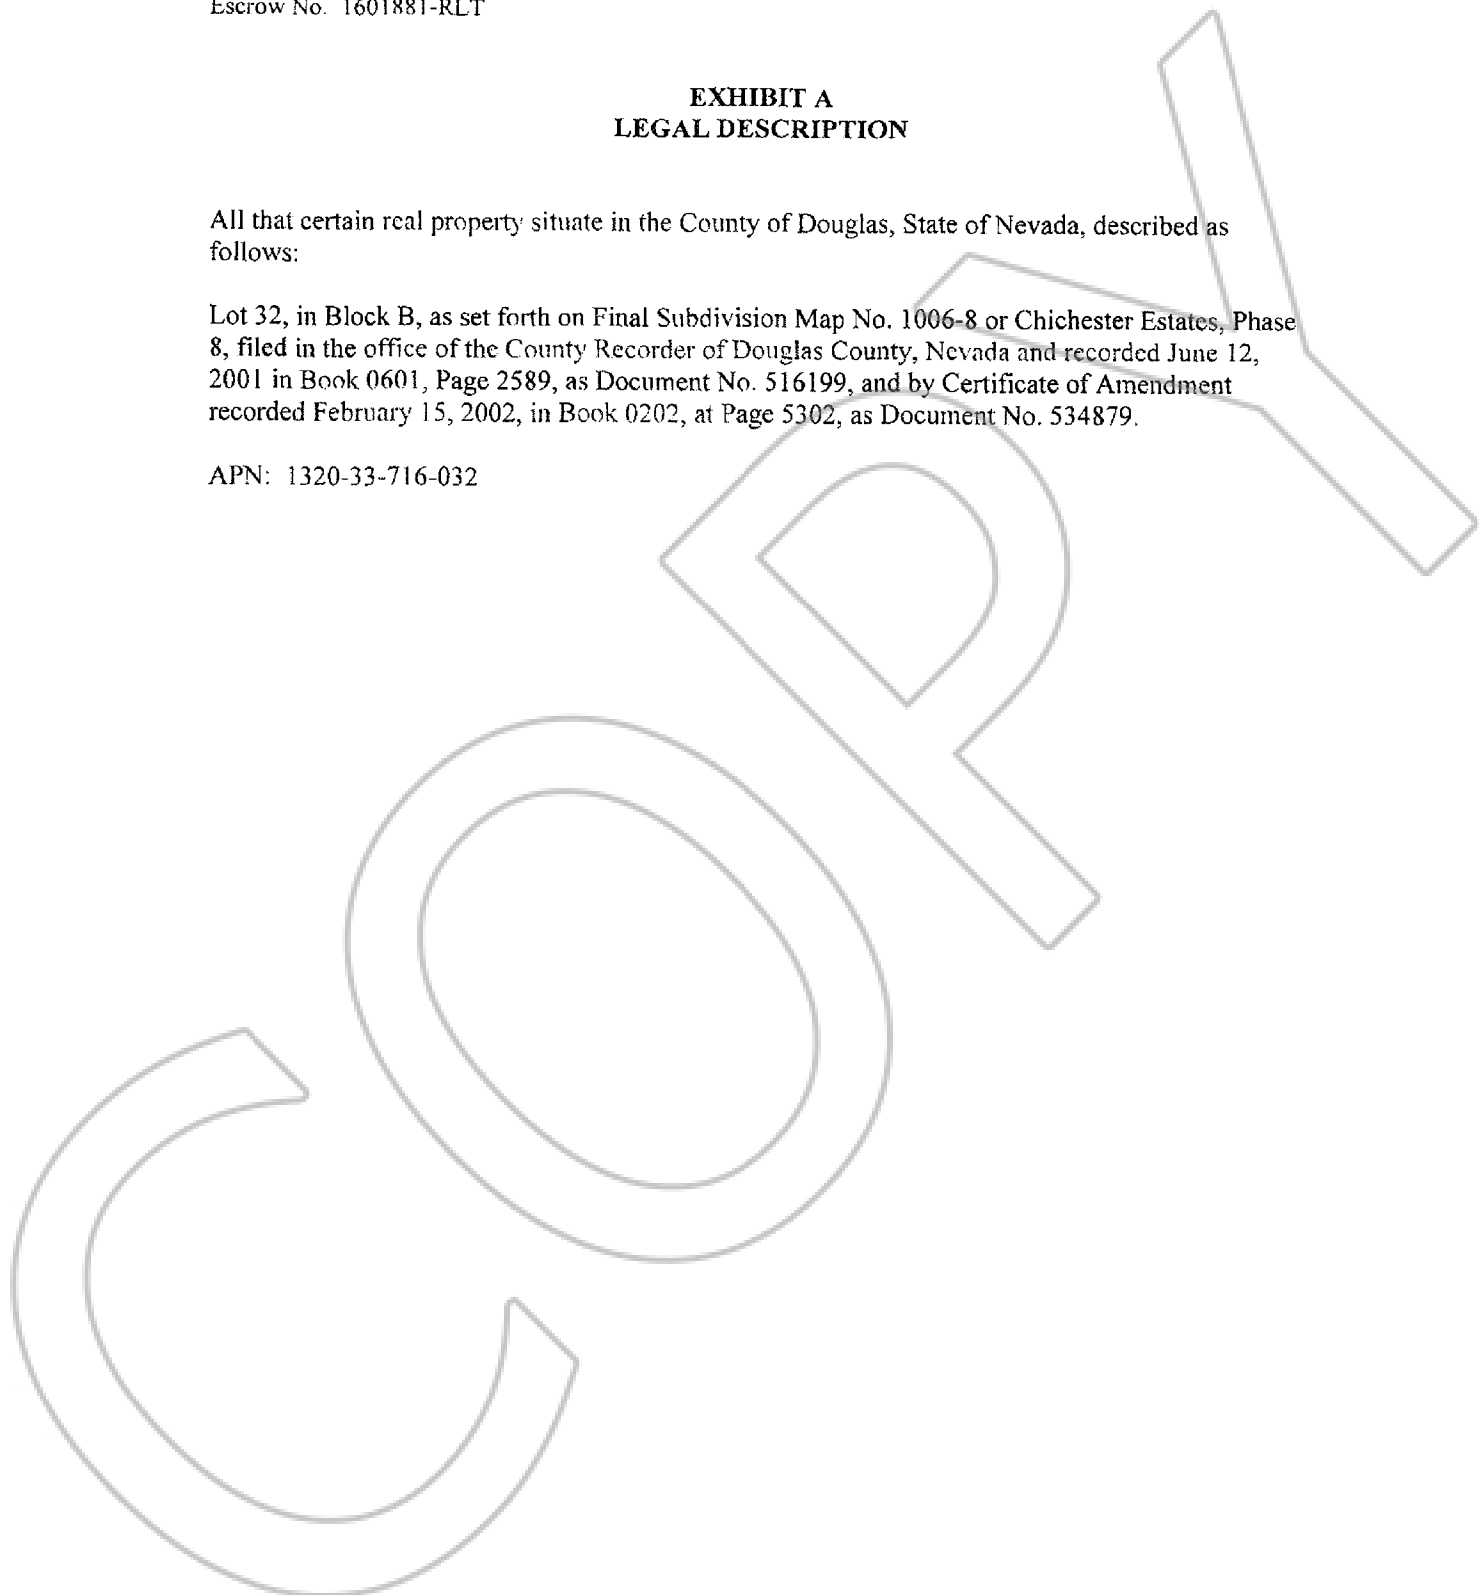 Escrow No. 1601881-RLT
EXHIBIT A
LEGAL DESCRIPTION
All that certain real property situate in the County of Douglas, State of Nevada, described as
follows:
Lot 32, in Block B, as set forth on Final Subdivision Map No. 1006-8 or Chichester Estates, Phase
8, filed in the office of the County Recorder of Douglas County, Nevada and recorded June 12,
2001 in Book 0601, Page 2589, as Document No. 516199, and by Certificate of Amendment
recorded February 15, 2002, in Book 0202, at Page 5302, as Document No. 534879.
APN: 1320-33-716-032
COPY